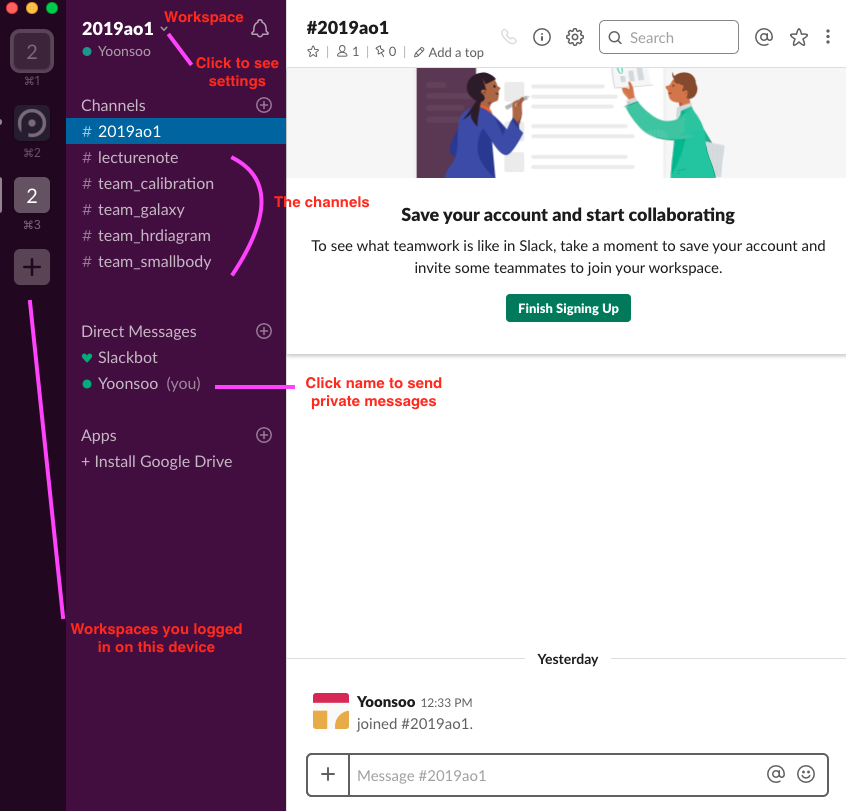 2
⌘1
⌘2
2
⌘3
2019ao1
Workspace
Yoonsoo
Click to see
settings
Channels
# 2019ao1
# lecturenote
# team_calibration
# team_galaxy
# team_hrdiagram
# team_smallbody
The channels
Direct Messages
Slackbot
Yoonsoo (you)
Click name to send
private messages
Apps
+ Install Google Drive
Workspaces you logged
in on this device
#2019ao1
1 | 0 | Add a top
Search
Save your account and start collaborating
To see what teamwork is like in Slack, take a moment to save your account and
invite some teammates to join your workspace.
Finish Signing Up
Yesterday
Yoonsoo 12:33 PM
joined #2019ao1.
+ Message #2019ao1 @